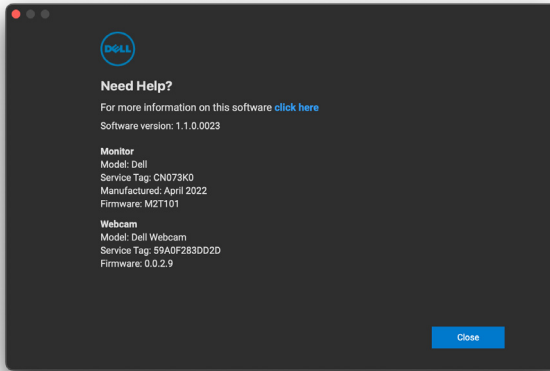 DELL
Need Help?
For more information on this software click here
Software version: 1.1.0.0023
Monitor
Model: Dell
Service Tag: CN073K0
Manufactured: April 2022
Firmware: M2T101
Webcam
Model: Dell Webcam
Service Tag: 59A0F283DD2D
Firmware: 0.0.2.9
Close